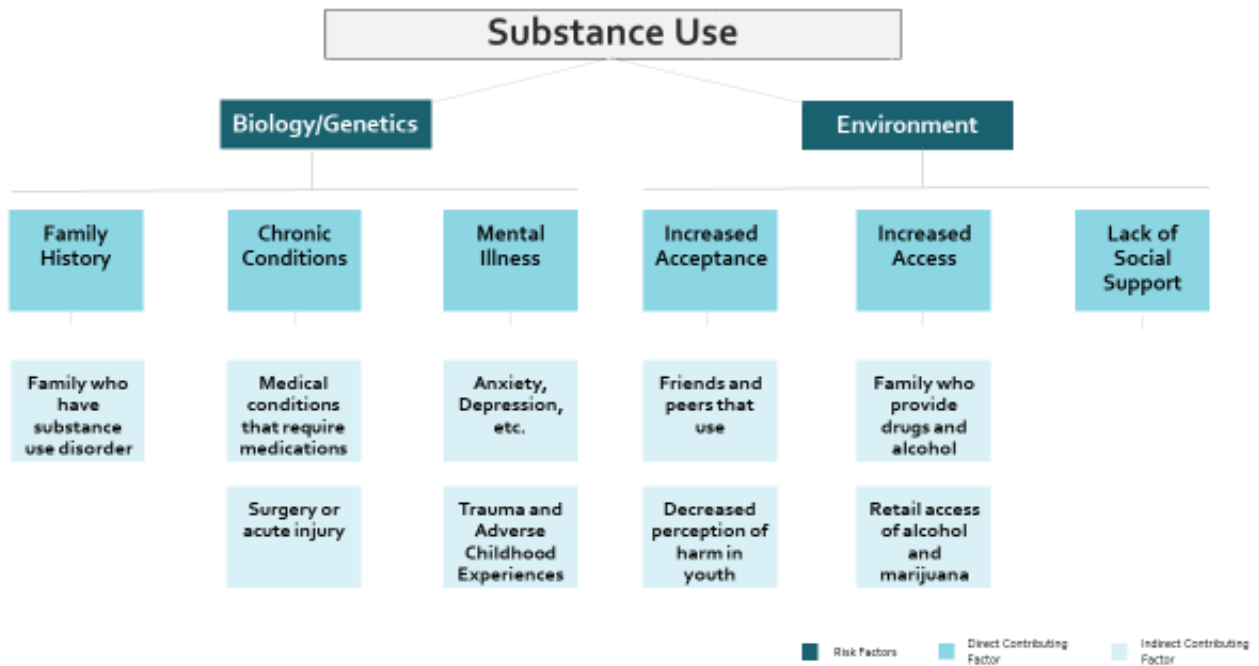 Substance Use
Biology/Genetics
Environment
Family
History
Chronic
Conditions
Mental
Illness
Increased
Acceptance
Increased
Access
Lack of
Social
Support
Family who
have
substance
use disorder
Medical
conditions
that require
medications
Anxiety,
Depression,
etc.
Friends and
peers that
use
Family who
provide
drugs and
alcohol
Surgery or
acute injury
Trauma and
Adverse
Childhood
Experiences
Decreased
perception of
harm in
youth
Retail access
of alcohol
and
marijuana
Risk Factors
Direct Contributing
Factor
Indirect Contributing
Factor